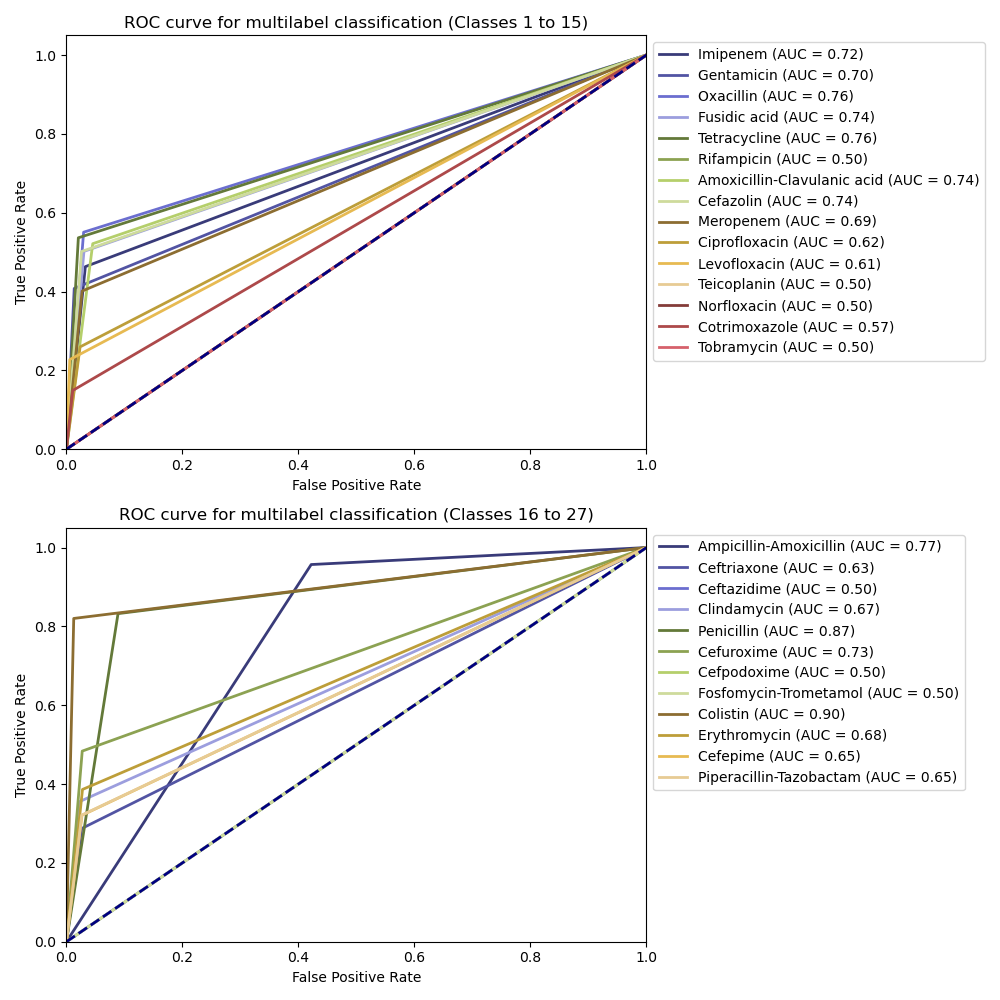 ROC curve for multilabel classification (Classes 1 to 15)
1.0
0.8
0.6
0.4
0.2
0.0
True Positive Rate
0.0 0.2 0.4 0.6 0.8 1.0
False Positive Rate
Imipenem (AUC = 0.72)
Gentamicin (AUC = 0.70)
Oxacillin (AUC = 0.76)
Fusidic acid (AUC = 0.74)
Tetracycline (AUC = 0.76)
Rifampicin (AUC = 0.50)
Amoxicillin-Clavulanic acid (AUC = 0.74)
Cefazolin (AUC = 0.74)
Meropenem (AUC = 0.69)
Ciprofloxacin (AUC = 0.62)
Levofloxacin (AUC = 0.61)
Teicoplanin (AUC = 0.50)
Norfloxacin (AUC = 0.50)
Cotrimoxazole (AUC = 0.57)
Tobramycin (AUC = 0.50)
ROC curve for multilabel classification (Classes 16 to 27)
1.0
0.8
0.6
0.4
0.2
0.0
True Positive Rate
0.0 0.2 0.4 0.6 0.8 1.0
False Positive Rate
Ampicillin-Amoxicillin (AUC = 0.77)
Ceftriaxone (AUC = 0.63)
Ceftazidime (AUC = 0.50)
Clindamycin (AUC = 0.67)
Penicillin (AUC = 0.87)
Cefuroxime (AUC = 0.73)
Cefpodoxime (AUC = 0.50)
Fosfomycin-Trometamol (AUC = 0.50)
Colistin (AUC = 0.90)
Erythromycin (AUC = 0.68)
Cefepime (AUC = 0.65)
Piperacillin-Tazobactam (AUC = 0.65)